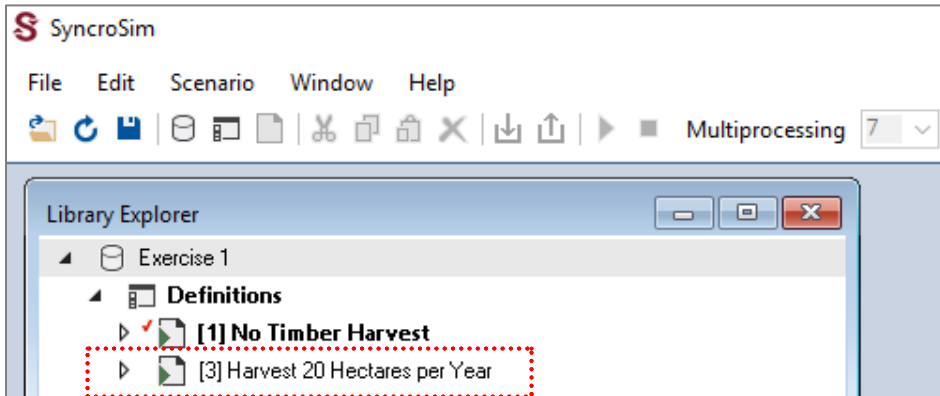 SyncroSim
File Edit Scenario Window Help
Multiprocessing 7
Library Explorer
Exercise 1
Definitions
[1] No Timber Harvest
[3] Harvest 20 Hectares per Year